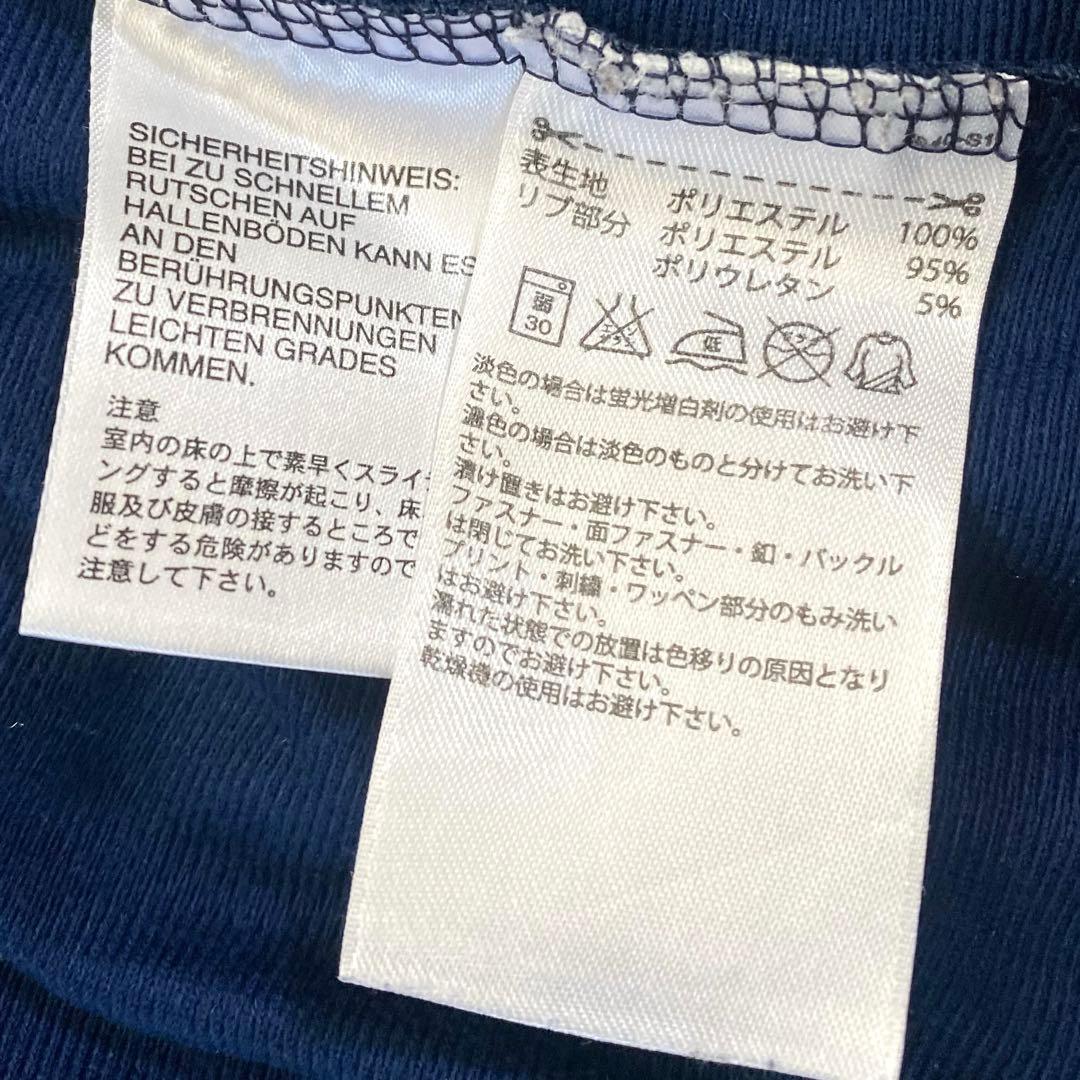 SICHERHEITSHINWEIS:
BEI ZU SCHNELLEM
RUTSCHEN AUF
HALLENBÖDEN KANN ES
AN DEN
BERÜHRUNGSPUNKTEN
ZU VERBRENNUNGEN
LEICHTEN GRADES
KOMMEN.
注意
室内の床の上で素早くスライ
ングすると摩擦が起こり、床
服及び皮膚の接するところで
どをする危険がありますので
注意して下さい。
表生地 ポリエステル 100%
リブ部分 ポリエステル 95%
ポリウレタン 5%
弱
30
エンソ
サラシ
低
ドライ
淡色の場合は蛍光増白剤の使用はお避け下
さい。
濃色の場合は淡色のものと分けてお洗い下
さい。
漬け置きはお避け下さい。
ファスナー・面ファスナー・釦・バックル
は閉じてお洗い下さい。
プリント・刺繍・ワッペン部分のもみ洗い
はお避け下さい。
濡れた状態での放置は色移りの原因となり
ますのでお避け下さい。
乾燥機の使用はお避け下さい。